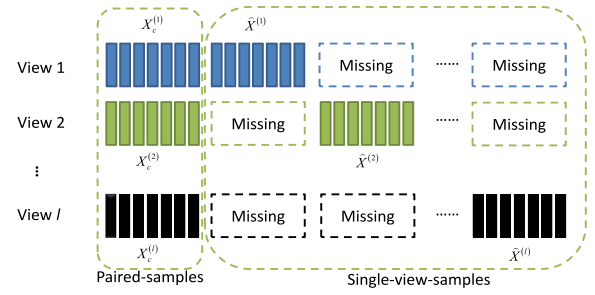 X_c^(1) X̂^(1)
View 1 Missing ...... Missing
View 2 Missing ...... Missing
X_c^(2) X̂^(2)
⋮
View l Missing Missing ......
X_c^(l) X̂^(l)
Paired-samples Single-view-samples